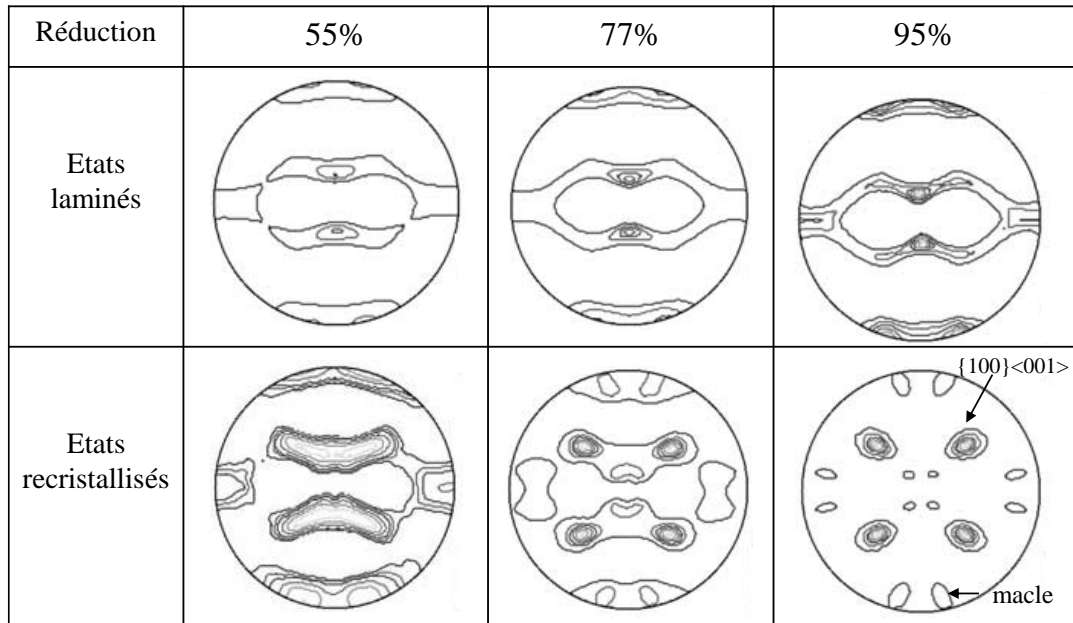 Réduction 55% 77% 95%
Etats
laminés
Etats
recristallisés
{100}<001>
macle